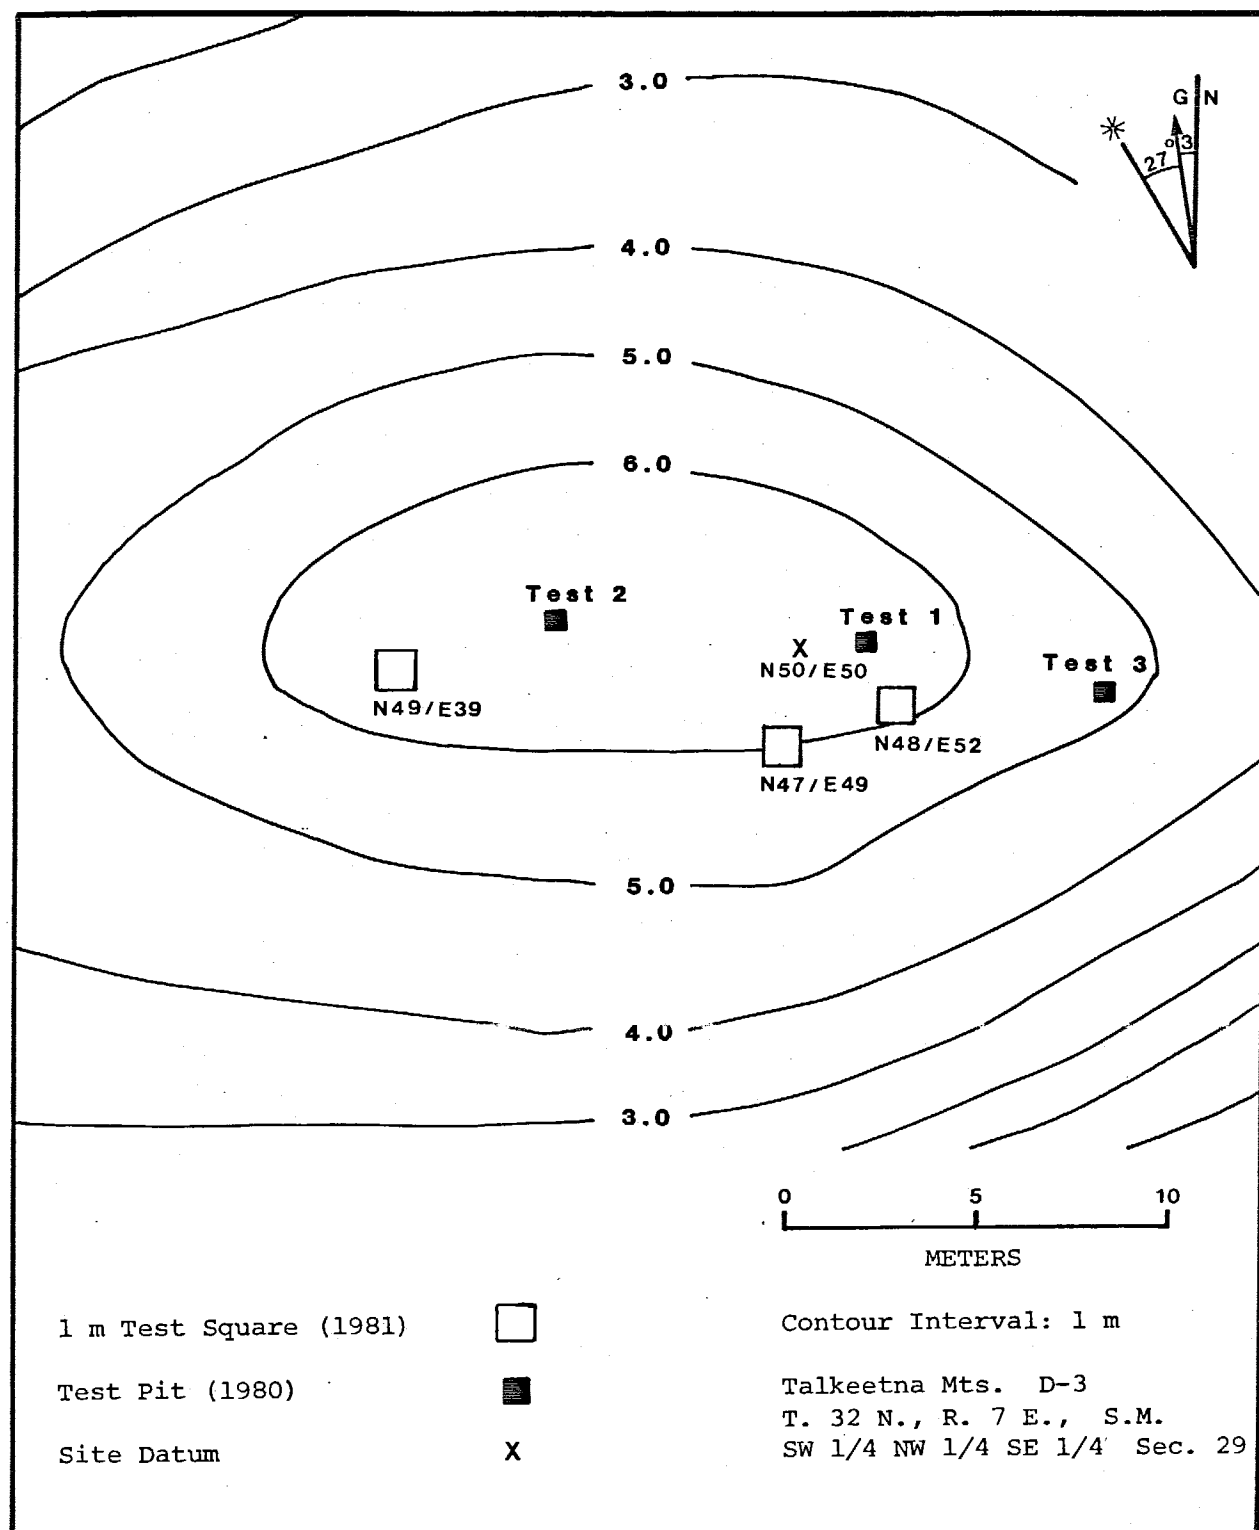 3.0
G N
*
27° 3
4.0
5.0
6.0
Test 2
Test 1
X
N50/E50
Test 3
N49/E39
N48/E52
N47/E49
5.0
4.0
3.0
0 5 10
METERS
1 m Test Square (1981)
Contour Interval: 1 m
Test Pit (1980)
Talkeetna Mts. D-3
T. 32 N., R. 7 E., S.M.
Site Datum X
SW 1/4 NW 1/4 SE 1/4 Sec. 29